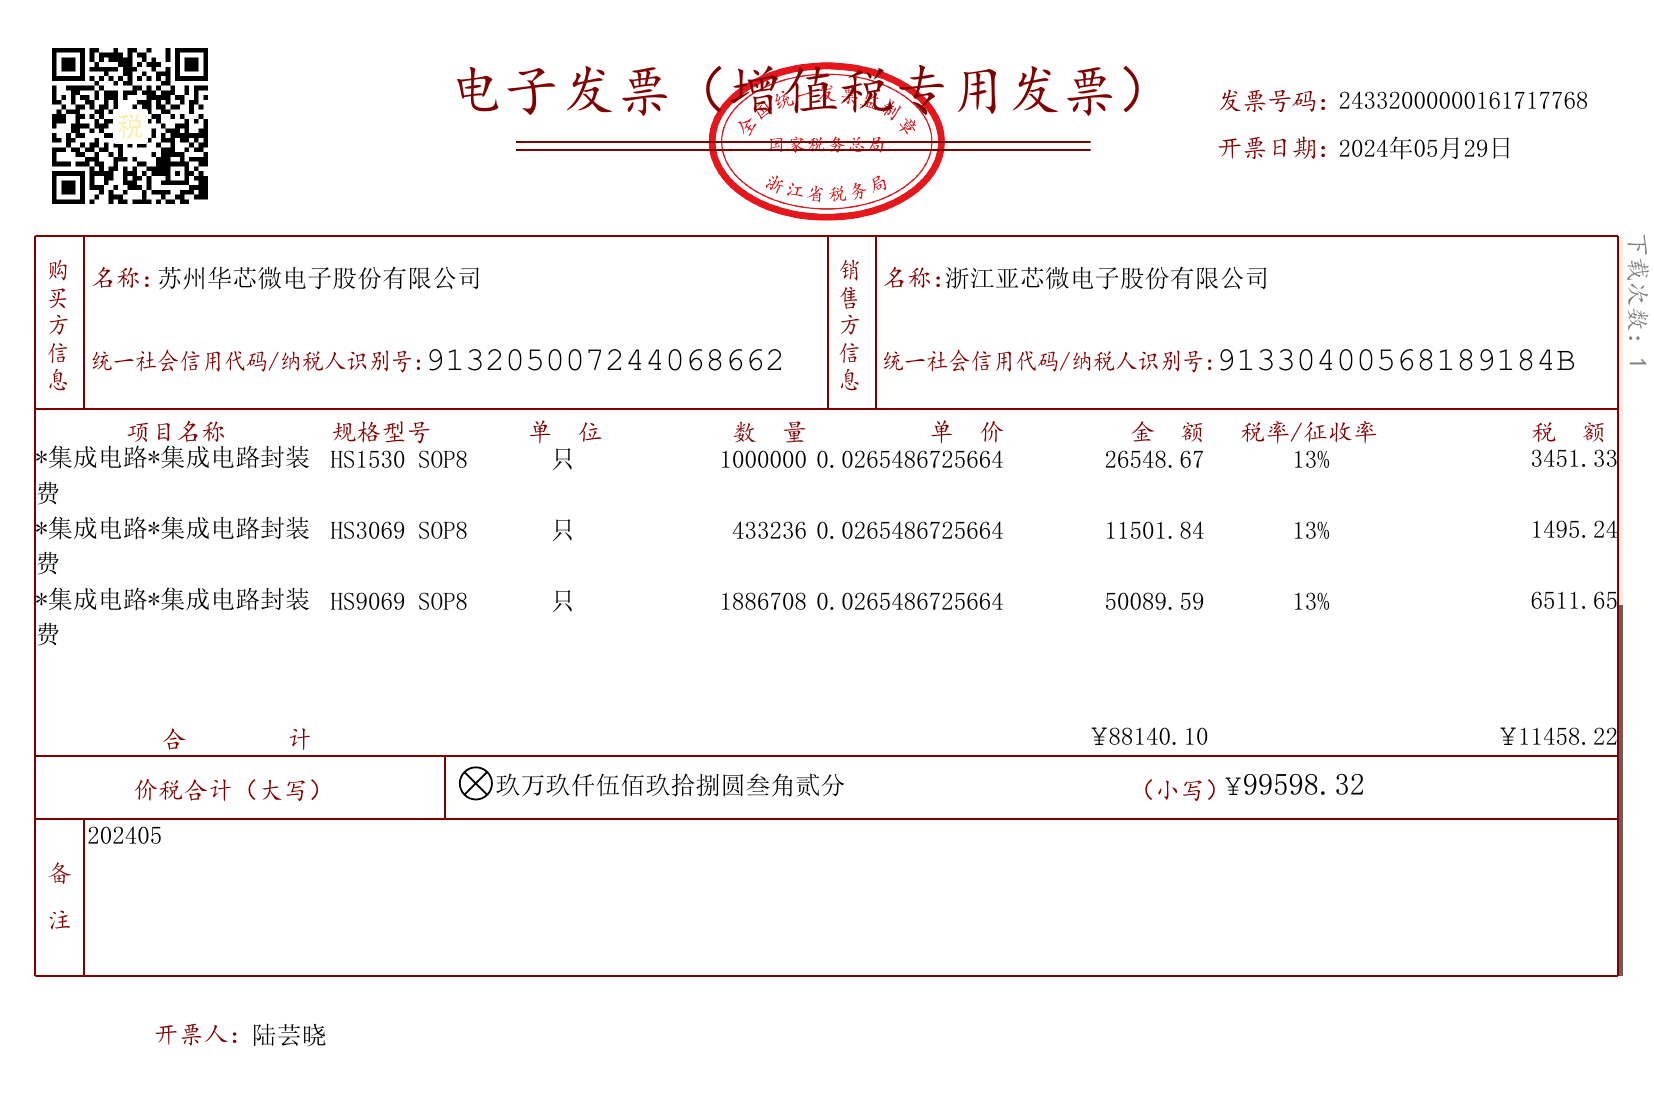 电子发票（增值税专用发票）
全国统一发票监制章
国家税务总局
浙江省税务局
税
发票号码：24332000000161717768
开票日期：2024年05月29日
下载次数：1
购买方信息
名称：苏州华芯微电子股份有限公司
统一社会信用代码/纳税人识别号：913205007244068662
销售方信息
名称：浙江亚芯微电子股份有限公司
统一社会信用代码/纳税人识别号：91330400568189184B
项目名称 规格型号 单位 数量 单价 金额 税率/征收率 税额
*集成电路*集成电路封装 HS1530 SOP8 只 1000000 0.0265486725664 26548.67 13% 3451.33
费
*集成电路*集成电路封装 HS3069 SOP8 只 433236 0.0265486725664 11501.84 13% 1495.24
费
*集成电路*集成电路封装 HS9069 SOP8 只 1886708 0.0265486725664 50089.59 13% 6511.65
费
合计 ¥88140.10 ¥11458.22
价税合计（大写） ⊗玖万玖仟伍佰玖拾捌圆叁角贰分 （小写）¥99598.32
备注
202405
开票人：陆芸晓